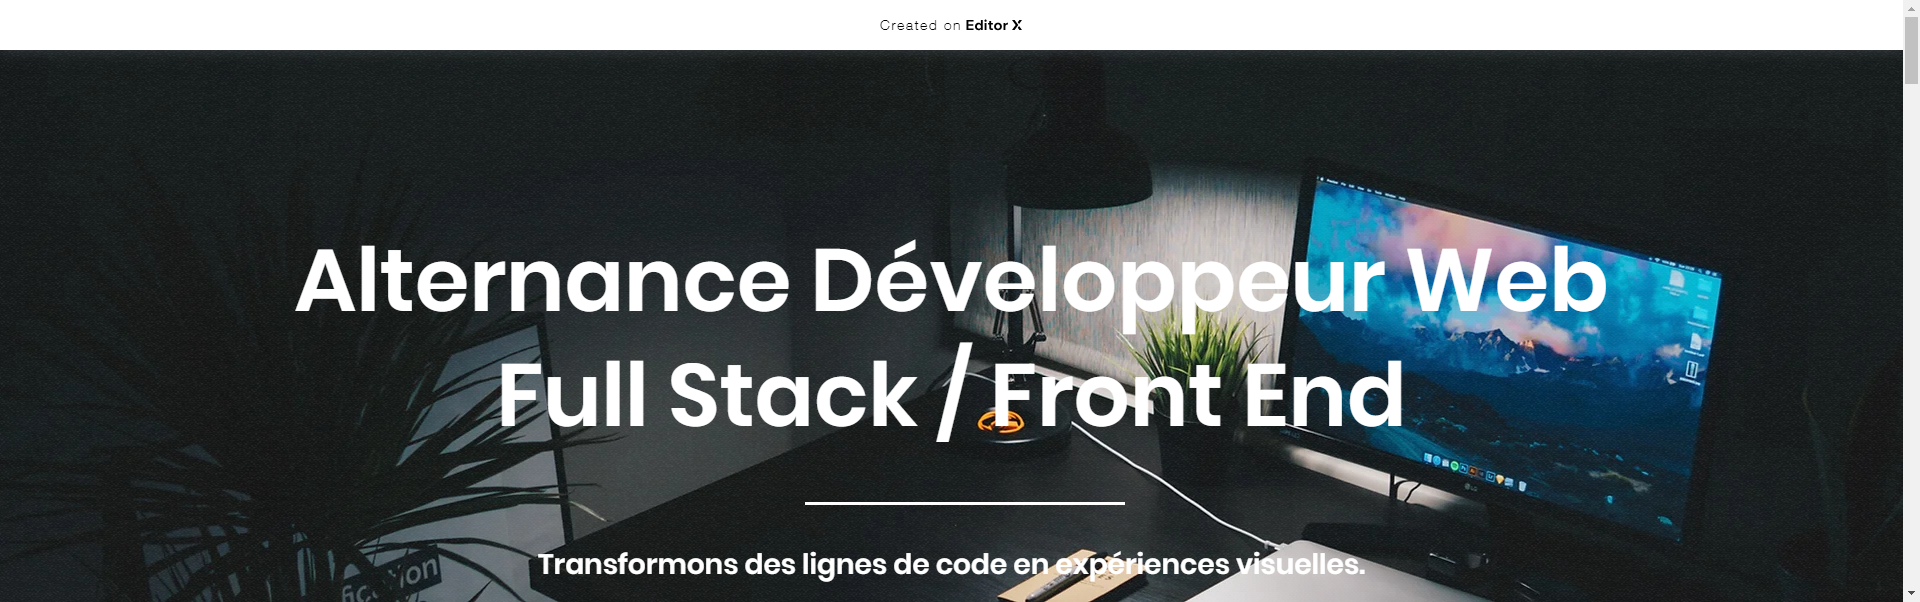 Created on Editor X
Alternance Développeur Web
Full Stack / Front End
Transformons des lignes de code en expériences visuelles.